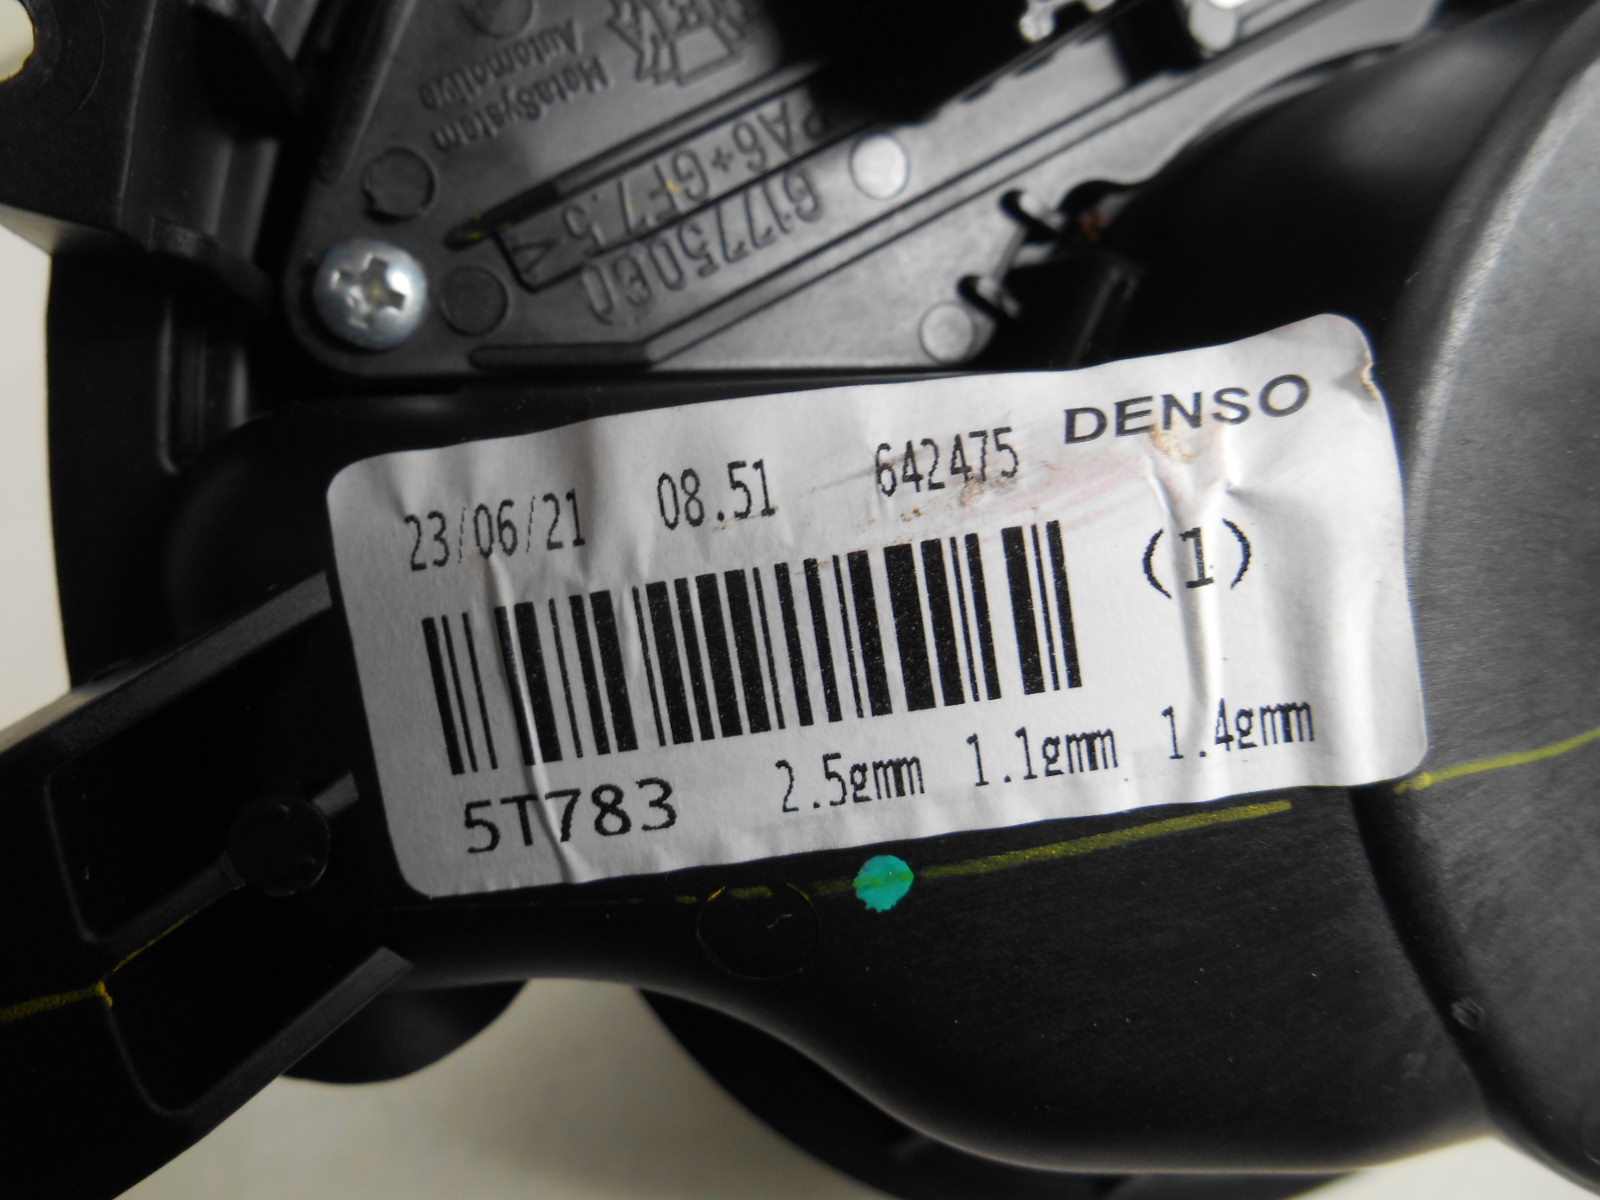 MetaSystem
Automotive
PA6+GF7.5<
61775080
DENSO
23/06/21 08.51 642475
(1)
5T783 2.5gmm 1.1gmm 1.4gmm